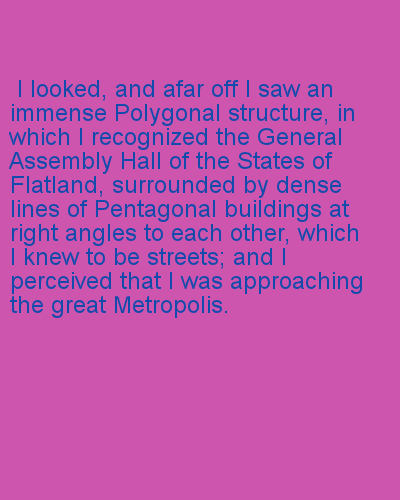 I looked, and afar off I saw an
immense Polygonal structure, in
which I recognized the General
Assembly Hall of the States of
Flatland, surrounded by dense
lines of Pentagonal buildings at
right angles to each other, which
I knew to be streets; and I
perceived that I was approaching
the great Metropolis.